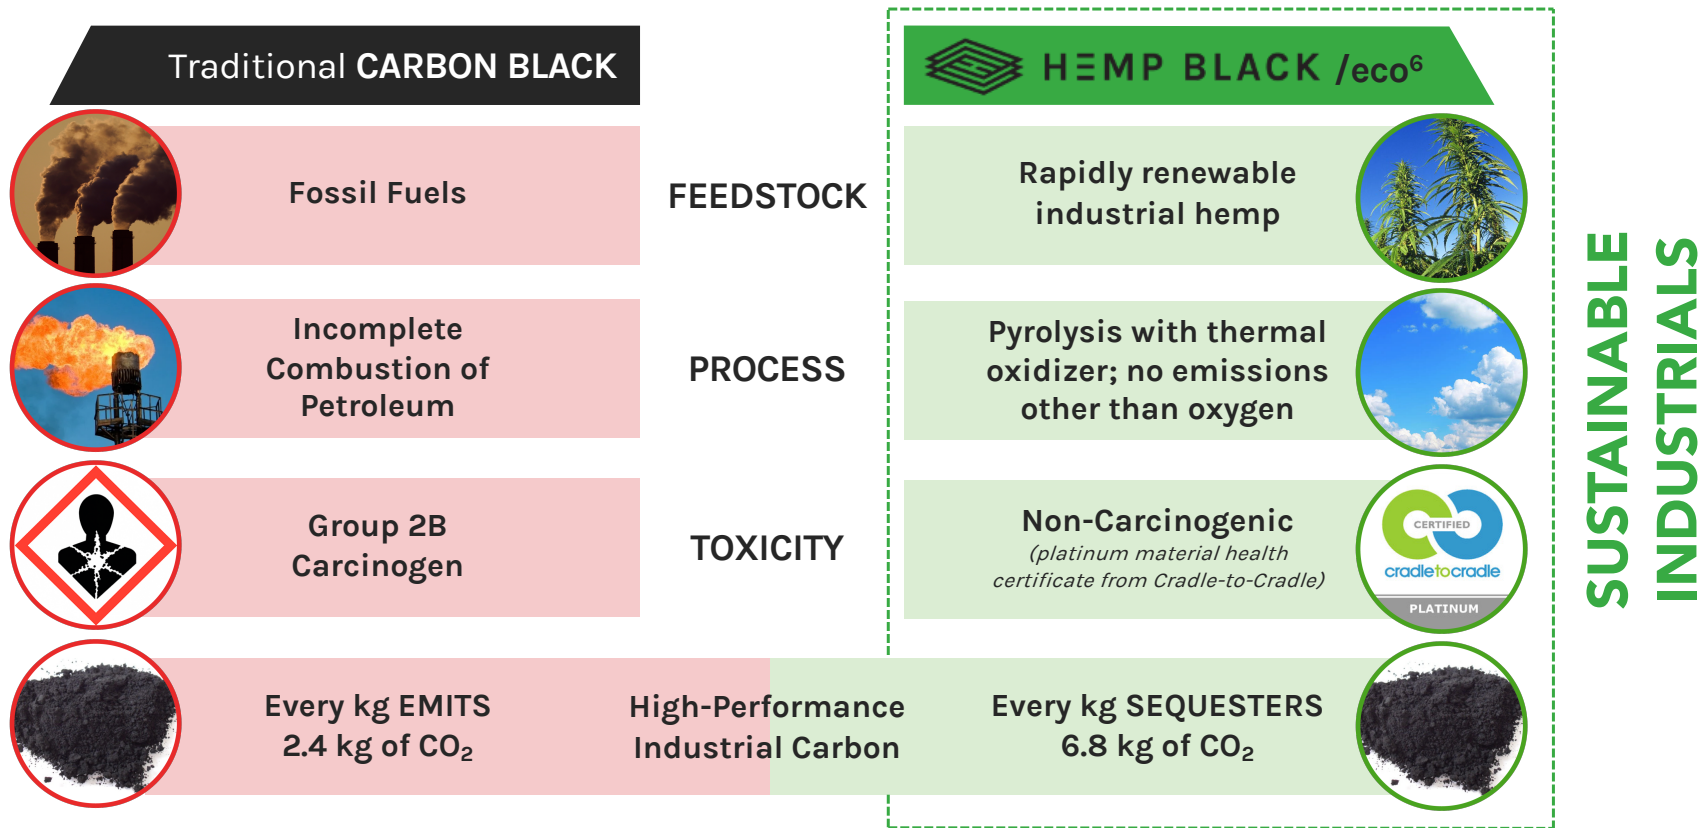 Traditional CARBON BLACK
HEMP BLACK /eco⁶
Fossil Fuels
FEEDSTOCK
Rapidly renewable
industrial hemp
Incomplete
Combustion of
Petroleum
PROCESS
Pyrolysis with thermal
oxidizer; no emissions
other than oxygen
Group 2B
Carcinogen
TOXICITY
Non-Carcinogenic
(platinum material health
certificate from Cradle-to-Cradle)
CERTIFIED
cradletocradle
PLATINUM
Every kg EMITS
2.4 kg of CO₂
High-Performance
Industrial Carbon
Every kg SEQUESTERS
6.8 kg of CO₂
SUSTAINABLE
INDUSTRIALS